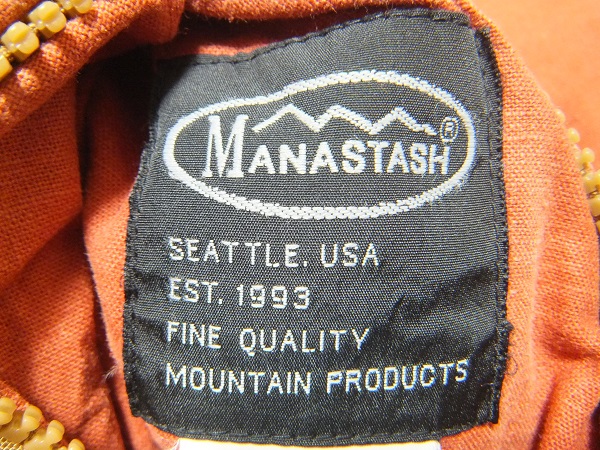 MANASTASH®
SEATTLE. USA
EST. 1993
FINE QUALITY
MOUNTAIN PRODUCTS